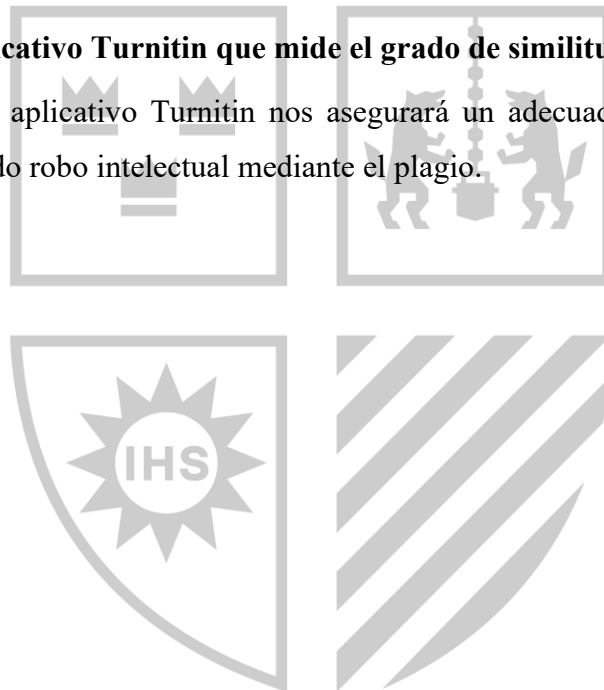 cativo Turnitin que mide el grado de similitu
aplicativo Turnitin nos asegurará un adecuad
do robo intelectual mediante el plagio.
IHS